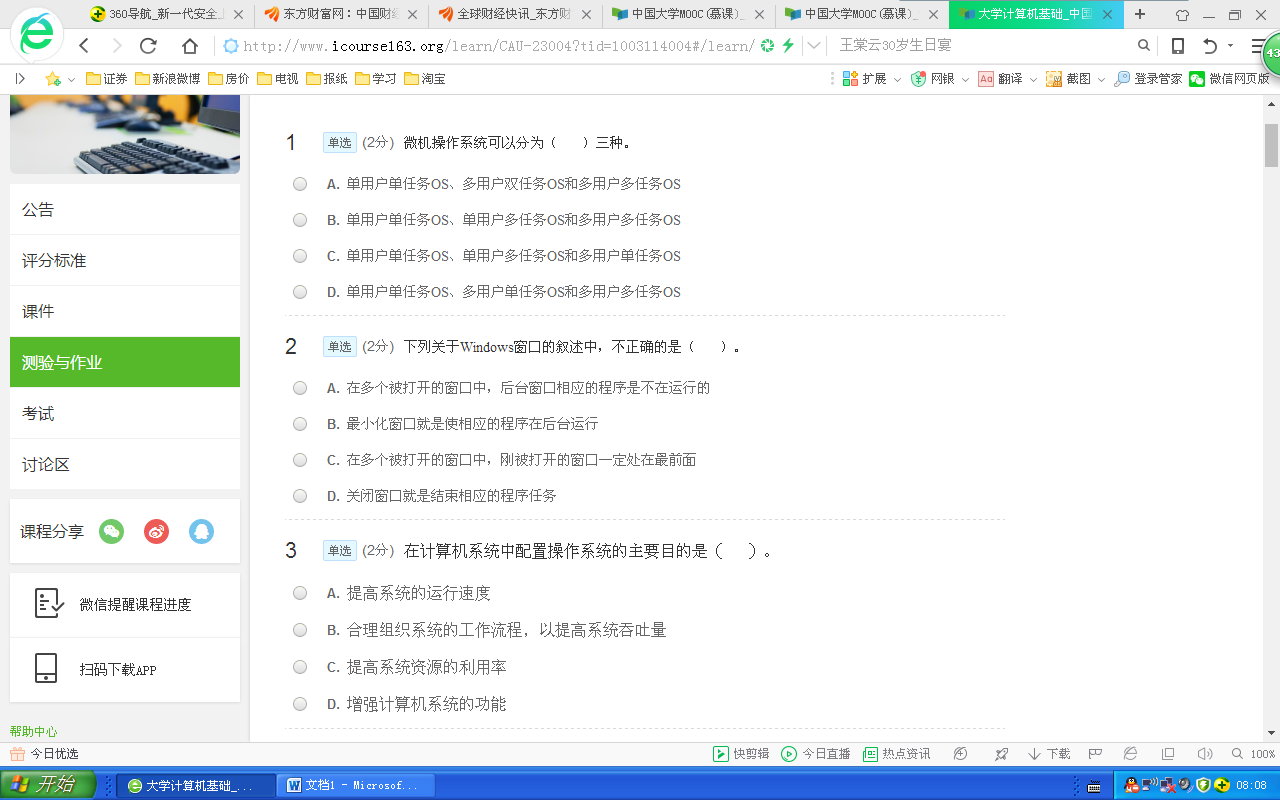 360导航_新一代安全上
东方财富网：中国财经
全球财经快讯_东方财
中国大学MOOC(慕课)_
中国大学MOOC(慕课)_
大学计算机基础_中国
http://www.icourse163.org/learn/CAU-23004?tid=1003114004#/learn/
王棠云30岁生日宴
43
证券 新浪微博 房价 电视 报纸 学习 淘宝
扩展 网银 Aa 翻译 截图 登录管家 微信网页版
公告
评分标准
课件
测验与作业
考试
讨论区
课程分享
微信提醒课程进度
扫码下载APP
帮助中心
1 单选 (2分) 微机操作系统可以分为（ ）三种。
A. 单用户单任务OS、多用户双任务OS和多用户多任务OS
B. 单用户单任务OS、单用户多任务OS和多用户多任务OS
C. 单用户单任务OS、单用户多任务OS和多用户单任务OS
D. 单用户单任务OS、多用户单任务OS和多用户多任务OS
2 单选 (2分) 下列关于Windows窗口的叙述中，不正确的是（ ）。
A. 在多个被打开的窗口中，后台窗口相应的程序是不在运行的
B. 最小化窗口就是使相应的程序在后台运行
C. 在多个被打开的窗口中，刚被打开的窗口一定处在最前面
D. 关闭窗口就是结束相应的程序任务
3 单选 (2分) 在计算机系统中配置操作系统的主要目的是（ ）。
A. 提高系统的运行速度
B. 合理组织系统的工作流程，以提高系统吞吐量
C. 提高系统资源的利用率
D. 增强计算机系统的功能
今日优选
快剪辑 今日直播 热点资讯 下载 100%
开始 大学计算机基础_... 文档1 - Microsof... 08:08